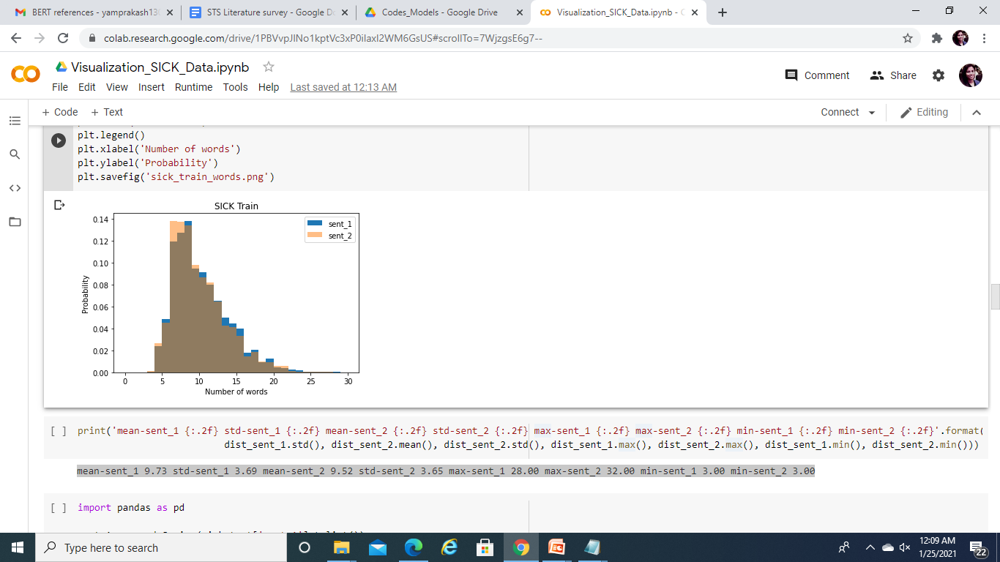 BERT references - yamprakash130
STS Literature survey - Google Do
Codes_Models - Google Drive
Visualization_SICK_Data.ipynb - C
colab.research.google.com/drive/1PBVvpJINo1kptVc3xP0ilaxI2WM6GsUS#scrollTo=7WjzgsE6g7--
Visualization_SICK_Data.ipynb
Comment
Share
File Edit View Insert Runtime Tools Help Last saved at 12:13 AM
+ Code + Text
Connect
Editing
plt.legend()
plt.xlabel('Number of words')
plt.ylabel('Probability')
plt.savefig('sick_train_words.png')
SICK Train
sent_1
sent_2
0.14
0.12
0.10
0.08
0.06
0.04
0.02
0.00
Probability
0 5 10 15 20 25 30
Number of words
[ ] print('mean-sent_1 {:.2f} std-sent_1 {:.2f} mean-sent_2 {:.2f} std-sent_2 {:.2f} max-sent_1 {:.2f} max-sent_2 {:.2f} min-sent_1 {:.2f} min-sent_2 {:.2f}'.format(
dist_sent_1.std(), dist_sent_2.mean(), dist_sent_2.std(), dist_sent_1.max(), dist_sent_2.max(), dist_sent_1.min(), dist_sent_2.min()))
mean-sent_1 9.73 std-sent_1 3.69 mean-sent_2 9.52 std-sent_2 3.65 max-sent_1 28.00 max-sent_2 32.00 min-sent_1 3.00 min-sent_2 3.00
[ ] import pandas as pd
Type here to search
12:09 AM
1/25/2021
22